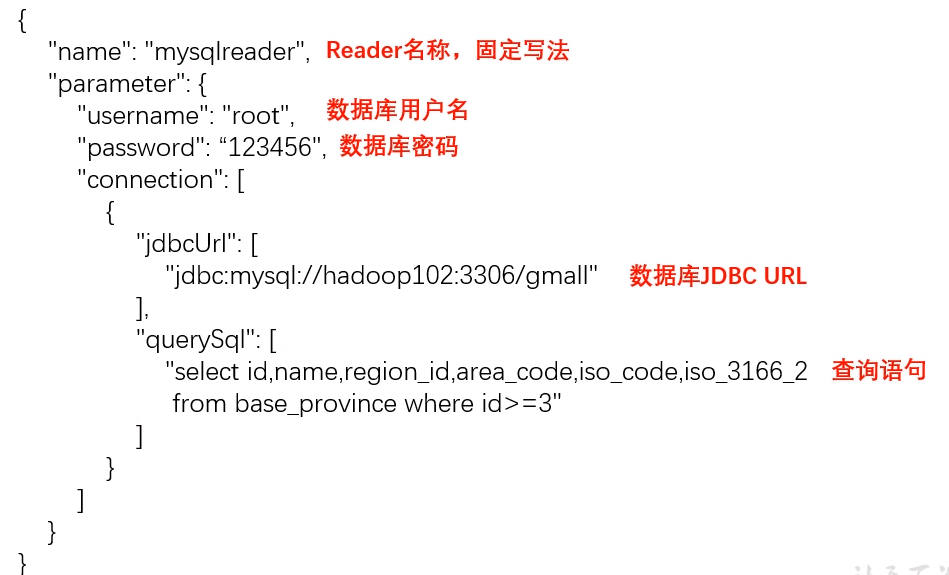 {
"name": "mysqlreader", Reader名称，固定写法
"parameter": {
"username": "root", 数据库用户名
"password": “123456", 数据库密码
"connection": [
{
"jdbcUrl": [
"jdbc:mysql://hadoop102:3306/gmall" 数据库JDBC URL
],
"querySql": [
"select id,name,region_id,area_code,iso_code,iso_3166_2 查询语句
from base_province where id>=3"
]
}
]
}
}